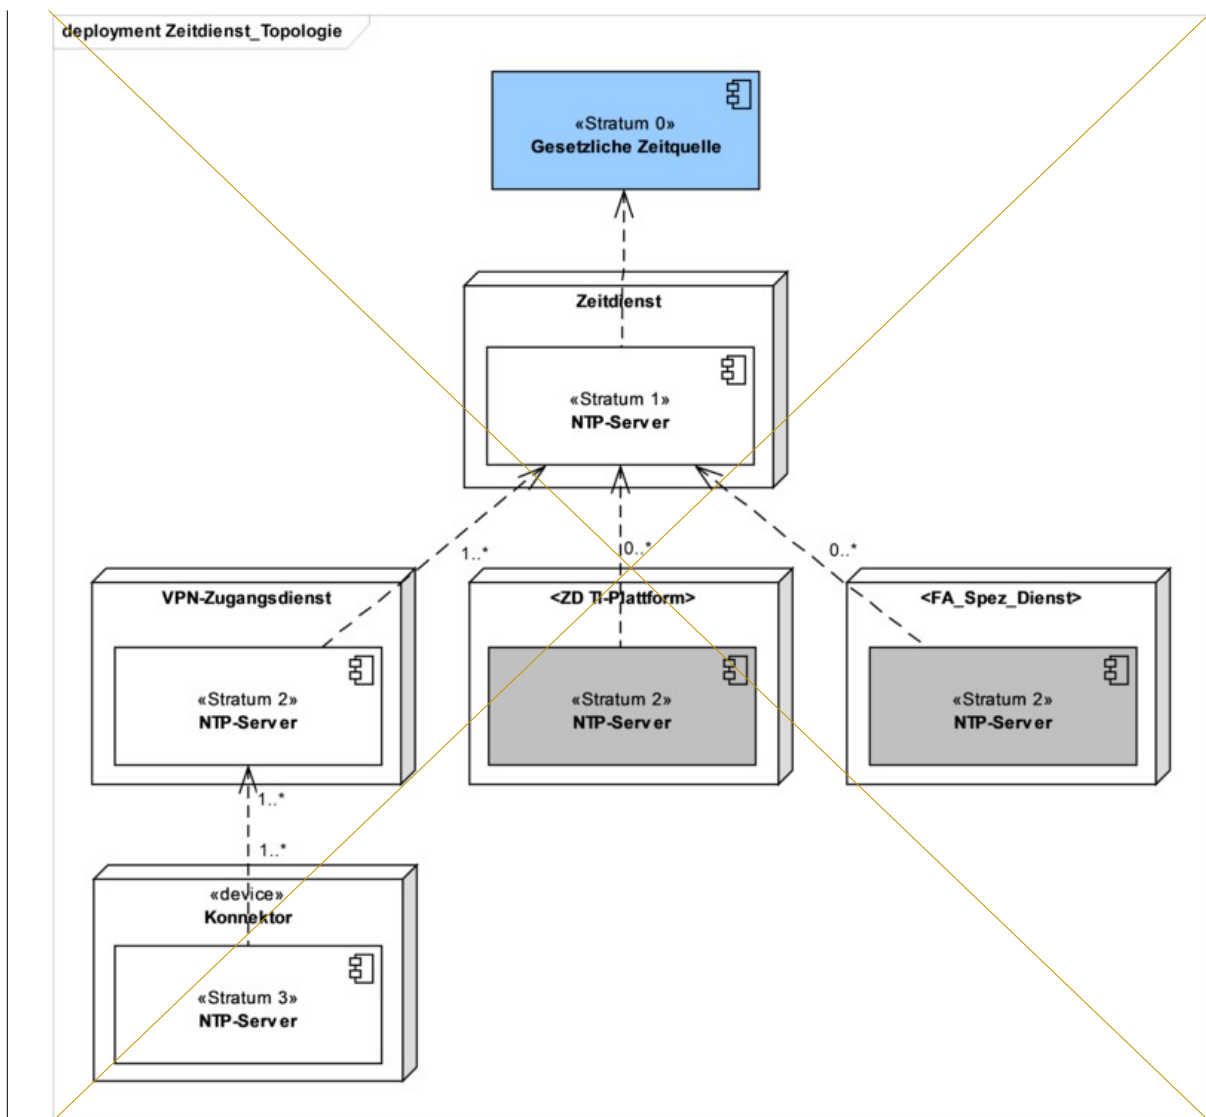 deployment Zeitdienst_Topologie
«Stratum 0»
Gesetzliche Zeitquelle
Zeitdienst
«Stratum 1»
NTP-Server
1..*
0..*
0..*
VPN-Zugangsdienst
<ZD TI-Plattform>
<FA_Spez_Dienst>
«Stratum 2»
NTP-Server
«Stratum 2»
NTP-Server
«Stratum 2»
NTP-Server
1..*
1..*
«device»
Konnektor
«Stratum 3»
NTP-Server